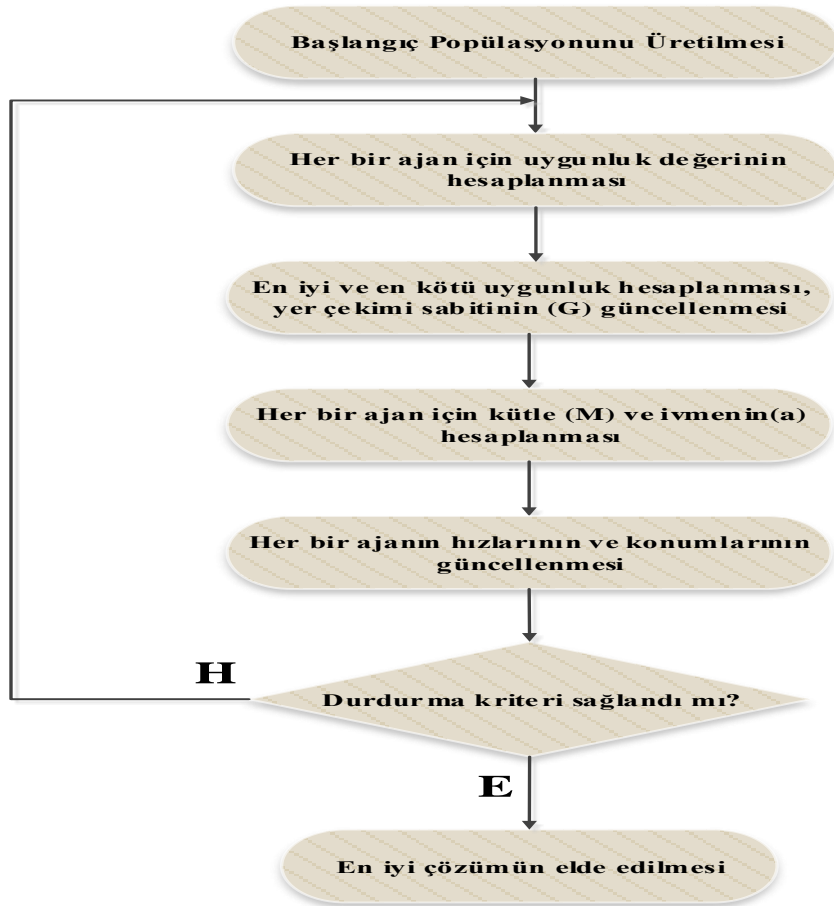 Başlangıç Popülasyonunu Üretilmesi
Her bir ajan için uygunluk değerinin
hesaplanması
En iyi ve en kötü uygunluk hesaplanması,
yer çekimi sabitinin (G) güncellenmesi
Her bir ajan için kütle (M) ve ivmenin(a)
hesaplanması
Her bir ajanın hızlarının ve konumlarının
güncellenmesi
H
Durdurma kriteri sağlandı mı?
E
En iyi çözümün elde edilmesi